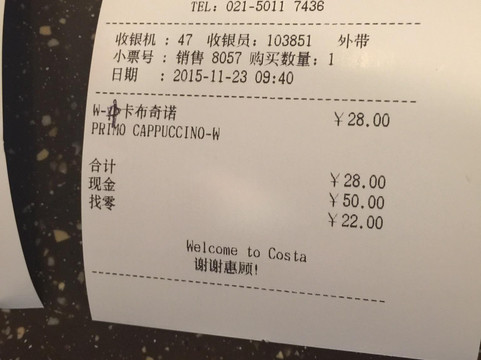 TEL: 021-5011 7436
收银机 : 47 收银员: 103851 外带
小票号 : 销售 8057 购买数量: 1
日期 : 2015-11-23 09:40
W-中卡布奇诺 ¥28.00
PRIMO CAPPUCCINO-W
合计 ¥28.00
现金 ¥50.00
找零 ¥22.00
Welcome to Costa
谢谢惠顾!